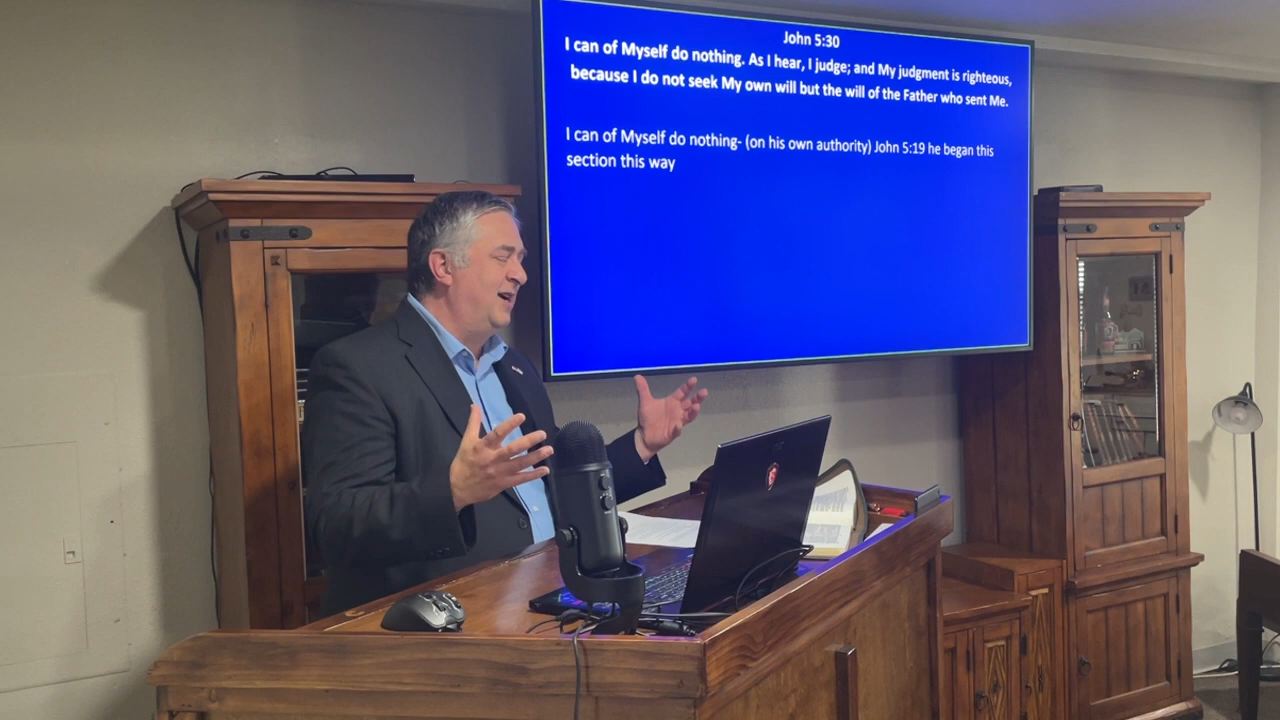 John 5:30
I can of Myself do nothing. As I hear, I judge; and My judgment is righteous,
because I do not seek My own will but the will of the Father who sent Me.
I can of Myself do nothing- (on his own authority) John 5:19 he began this
section this way